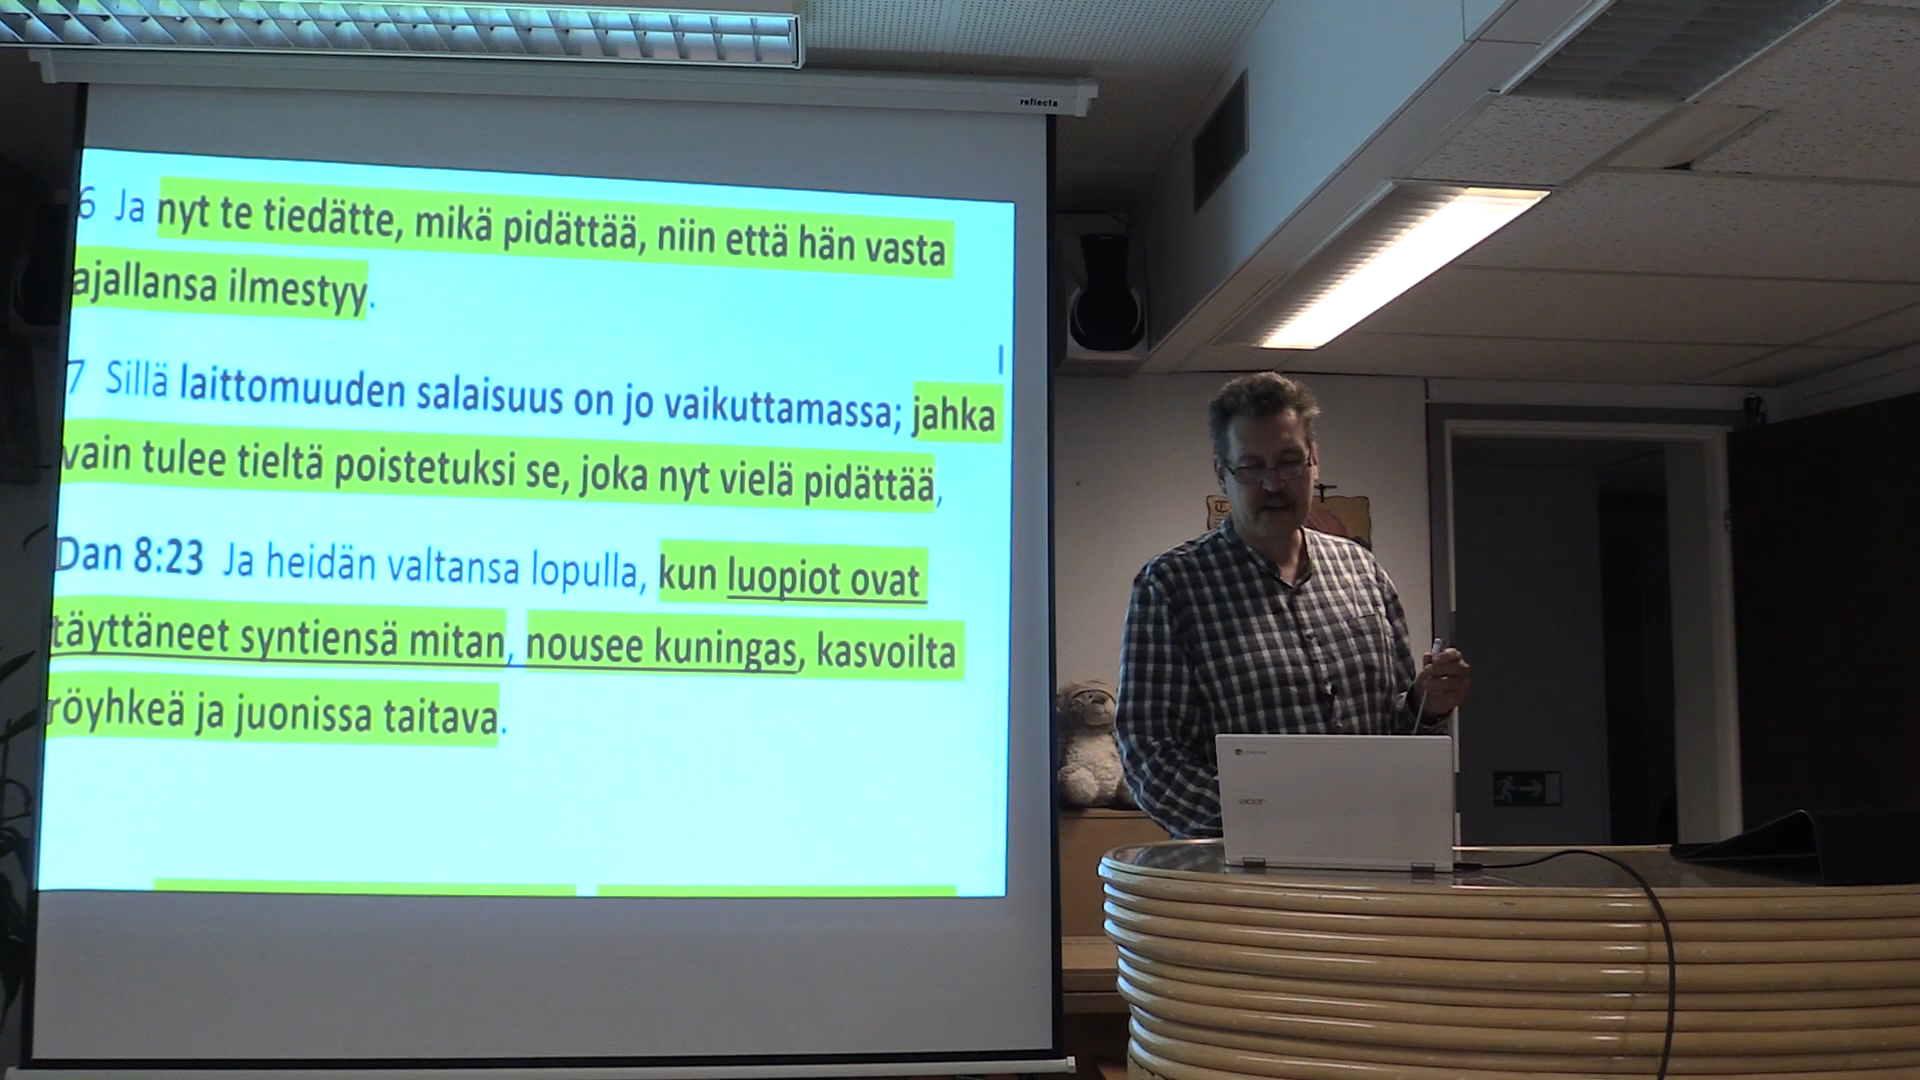 reflecta
6 Ja nyt te tiedätte, mikä pidättää, niin että hän vasta
ajallansa ilmestyy.
7 Sillä laittomuuden salaisuus on jo vaikuttamassa; jahka
vain tulee tieltä poistetuksi se, joka nyt vielä pidättää,
Dan 8:23 Ja heidän valtansa lopulla, kun luopiot ovat
täyttäneet syntiensä mitan, nousee kuningas, kasvoilta
röyhkeä ja juonissa taitava.
acer